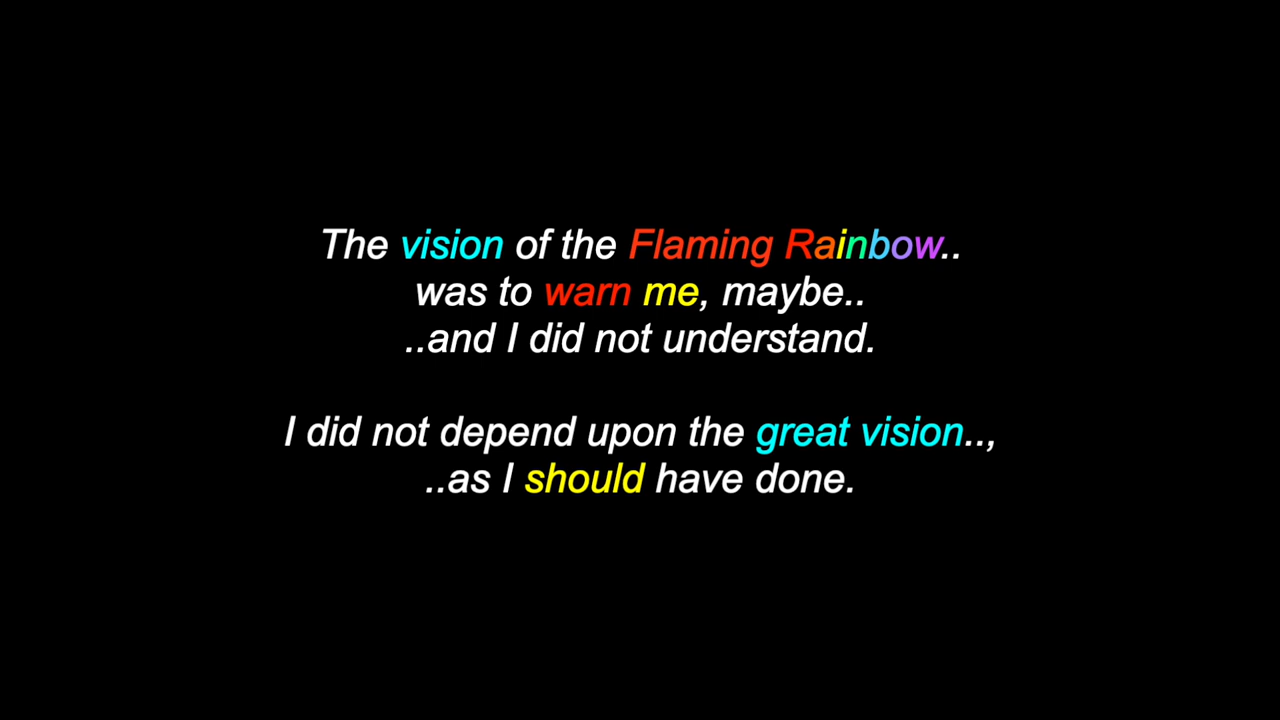 The vision of the Flaming Rainbow..
was to warn me, maybe..
..and I did not understand.
I did not depend upon the great vision..,
..as I should have done.